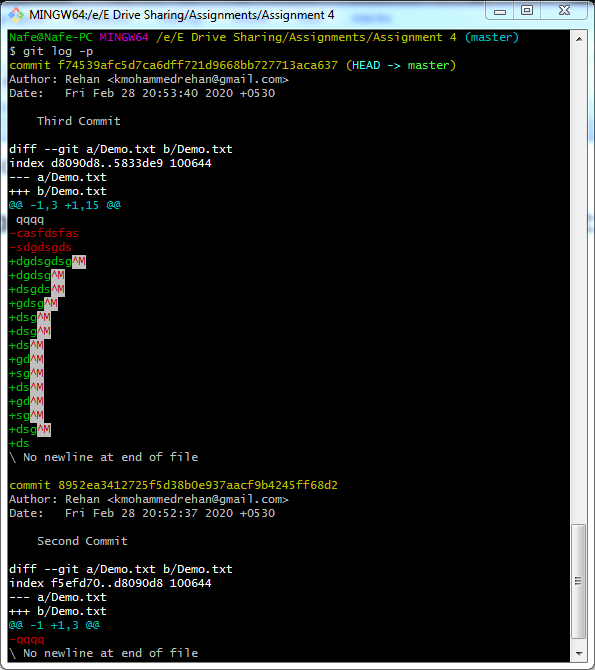 MINGW64:/e/E Drive Sharing/Assignments/Assignment 4
Nafe@Nafe-PC MINGW64 /e/E Drive Sharing/Assignments/Assignment 4 (master)
$ git log -p
commit f74539afc5d7ca6dff721d9668bb727713aca637 (HEAD -> master)
Author: Rehan <kmohammedrehan@gmail.com>
Date:   Fri Feb 28 20:53:40 2020 +0530
    Third Commit
diff --git a/Demo.txt b/Demo.txt
index d8090d8..5833de9 100644
--- a/Demo.txt
+++ b/Demo.txt
@@ -1,3 +1,15 @@
 qqqq
-casfdsfas
-sdgdsgds
+dgdsgdsg^M
+dgdsg^M
+dsgds^M
+gdsg^M
+dsg^M
+dsg^M
+ds^M
+gd^M
+sg^M
+ds^M
+gd^M
+sg^M
+dsg^M
+ds
\ No newline at end of file
commit 8952ea3412725f5d38b0e937aacf9b4245ff68d2
Author: Rehan <kmohammedrehan@gmail.com>
Date:   Fri Feb 28 20:52:37 2020 +0530
    Second Commit
diff --git a/Demo.txt b/Demo.txt
index f5efd70..d8090d8 100644
--- a/Demo.txt
+++ b/Demo.txt
@@ -1 +1,3 @@
-qqqq
\ No newline at end of file